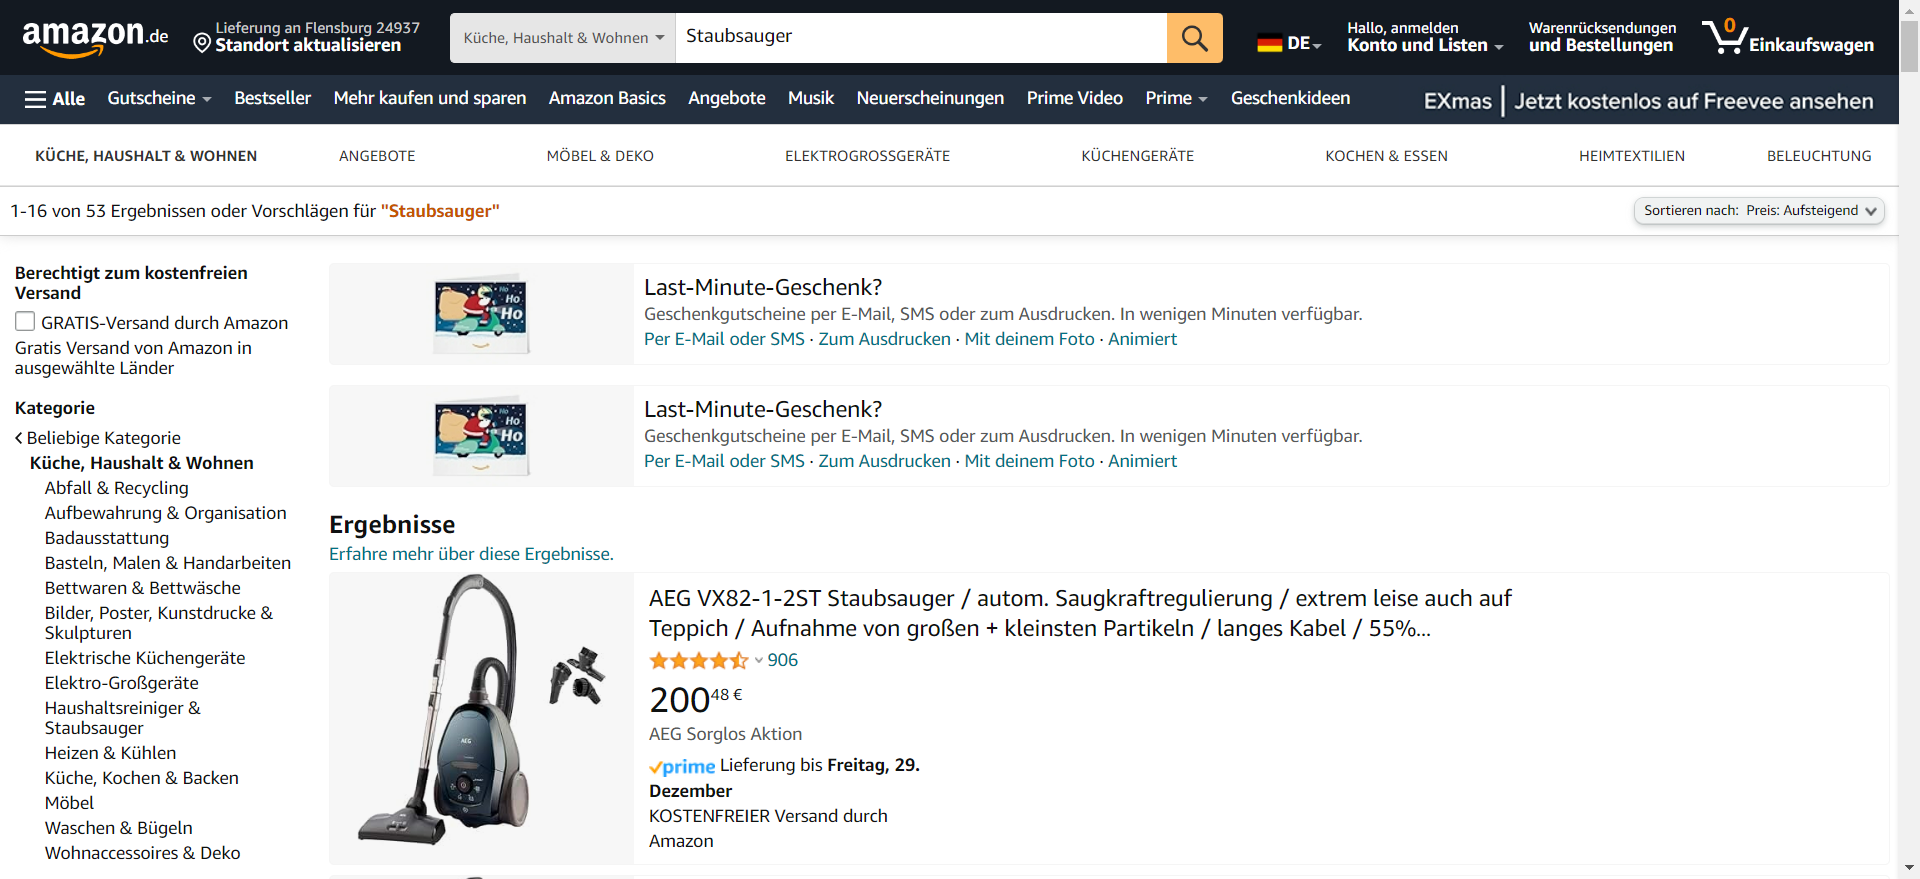 amazon.de
Lieferung an Flensburg 24937
Standort aktualisieren
Küche, Haushalt & Wohnen
Staubsauger
DE
Hallo, anmelden
Konto und Listen
Warenrücksendungen
und Bestellungen
0
Einkaufswagen
Alle
Gutscheine
Bestseller
Mehr kaufen und sparen
Amazon Basics
Angebote
Musik
Neuerscheinungen
Prime Video
Prime
Geschenkideen
EXmas | Jetzt kostenlos auf Freevee ansehen
KÜCHE, HAUSHALT & WOHNEN
ANGEBOTE
MÖBEL & DEKO
ELEKTROGROSSGERÄTE
KÜCHENGERÄTE
KOCHEN & ESSEN
HEIMTEXTILIEN
BELEUCHTUNG
1-16 von 53 Ergebnissen oder Vorschlägen für "Staubsauger"
Sortieren nach: Preis: Aufsteigend
Berechtigt zum kostenfreien
Versand
GRATIS-Versand durch Amazon
Gratis Versand von Amazon in
ausgewählte Länder
Kategorie
Beliebige Kategorie
Küche, Haushalt & Wohnen
Abfall & Recycling
Aufbewahrung & Organisation
Badausstattung
Basteln, Malen & Handarbeiten
Bettwaren & Bettwäsche
Bilder, Poster, Kunstdrucke &
Skulpturen
Elektrische Küchengeräte
Elektro-Großgeräte
Haushaltsreiniger &
Staubsauger
Heizen & Kühlen
Küche, Kochen & Backen
Möbel
Waschen & Bügeln
Wohnaccessoires & Deko
Ho
Ho
Last-Minute-Geschenk?
Geschenkgutscheine per E-Mail, SMS oder zum Ausdrucken. In wenigen Minuten verfügbar.
Per E-Mail oder SMS · Zum Ausdrucken · Mit deinem Foto · Animiert
Ho
Ho
Last-Minute-Geschenk?
Geschenkgutscheine per E-Mail, SMS oder zum Ausdrucken. In wenigen Minuten verfügbar.
Per E-Mail oder SMS · Zum Ausdrucken · Mit deinem Foto · Animiert
Ergebnisse
Erfahre mehr über diese Ergebnisse.
AEG
AEG VX82-1-2ST Staubsauger / autom. Saugkraftregulierung / extrem leise auch auf
Teppich / Aufnahme von großen + kleinsten Partikeln / langes Kabel / 55%...
906
200 48 €
AEG Sorglos Aktion
prime Lieferung bis Freitag, 29.
Dezember
KOSTENFREIER Versand durch
Amazon